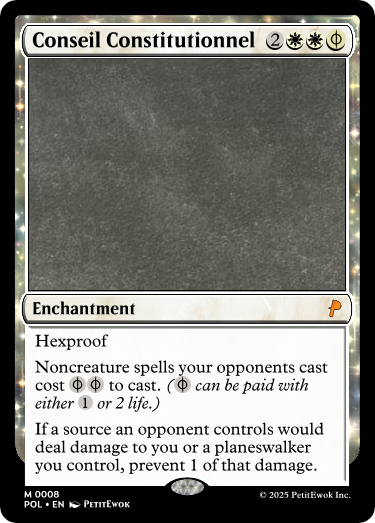 Conseil Constitutionnel 2
Enchantment
Hexproof
Noncreature spells your opponents cast
cost to cast. ( can be paid with
either 1 or 2 life.)
If a source an opponent controls would
deal damage to you or a planeswalker
you control, prevent 1 of that damage.
M 0008
POL • EN PetitEwok
© 2025 PetitEwok Inc.